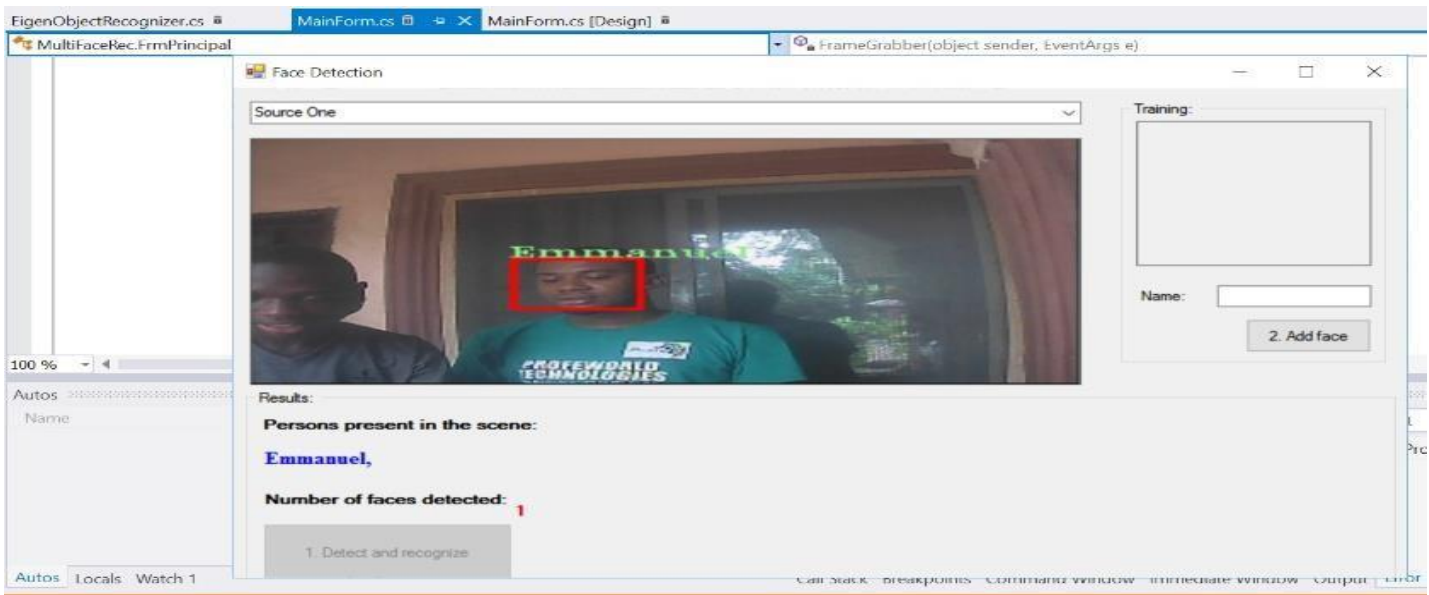 EigenObjectRecognizer.cs MainForm.cs MainForm.cs [Design]
MultiFaceRec.FrmPrincipal FrameGrabber(object sender, EventArgs e)
Face Detection
Source One
Training:
Emmanuel
Name:
2. Add face
PROFEWORLD
TECHNOLOGIES
100 %
Autos
Name
Results:
Persons present in the scene:
Emmanuel,
Number of faces detected:
1
1. Detect and recognize
Autos Locals Watch 1 Call Stack Breakpoints Command Window Immediate Window Output